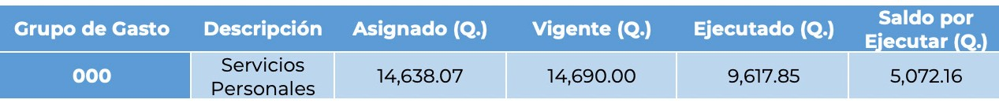 Grupo de Gasto Descripción Asignado (Q.) Vigente (Q.) Ejecutado (Q.) Saldo por
Ejecutar (Q.)
000 Servicios
Personales 14,638.07 14,690.00 9,617.85 5,072.16